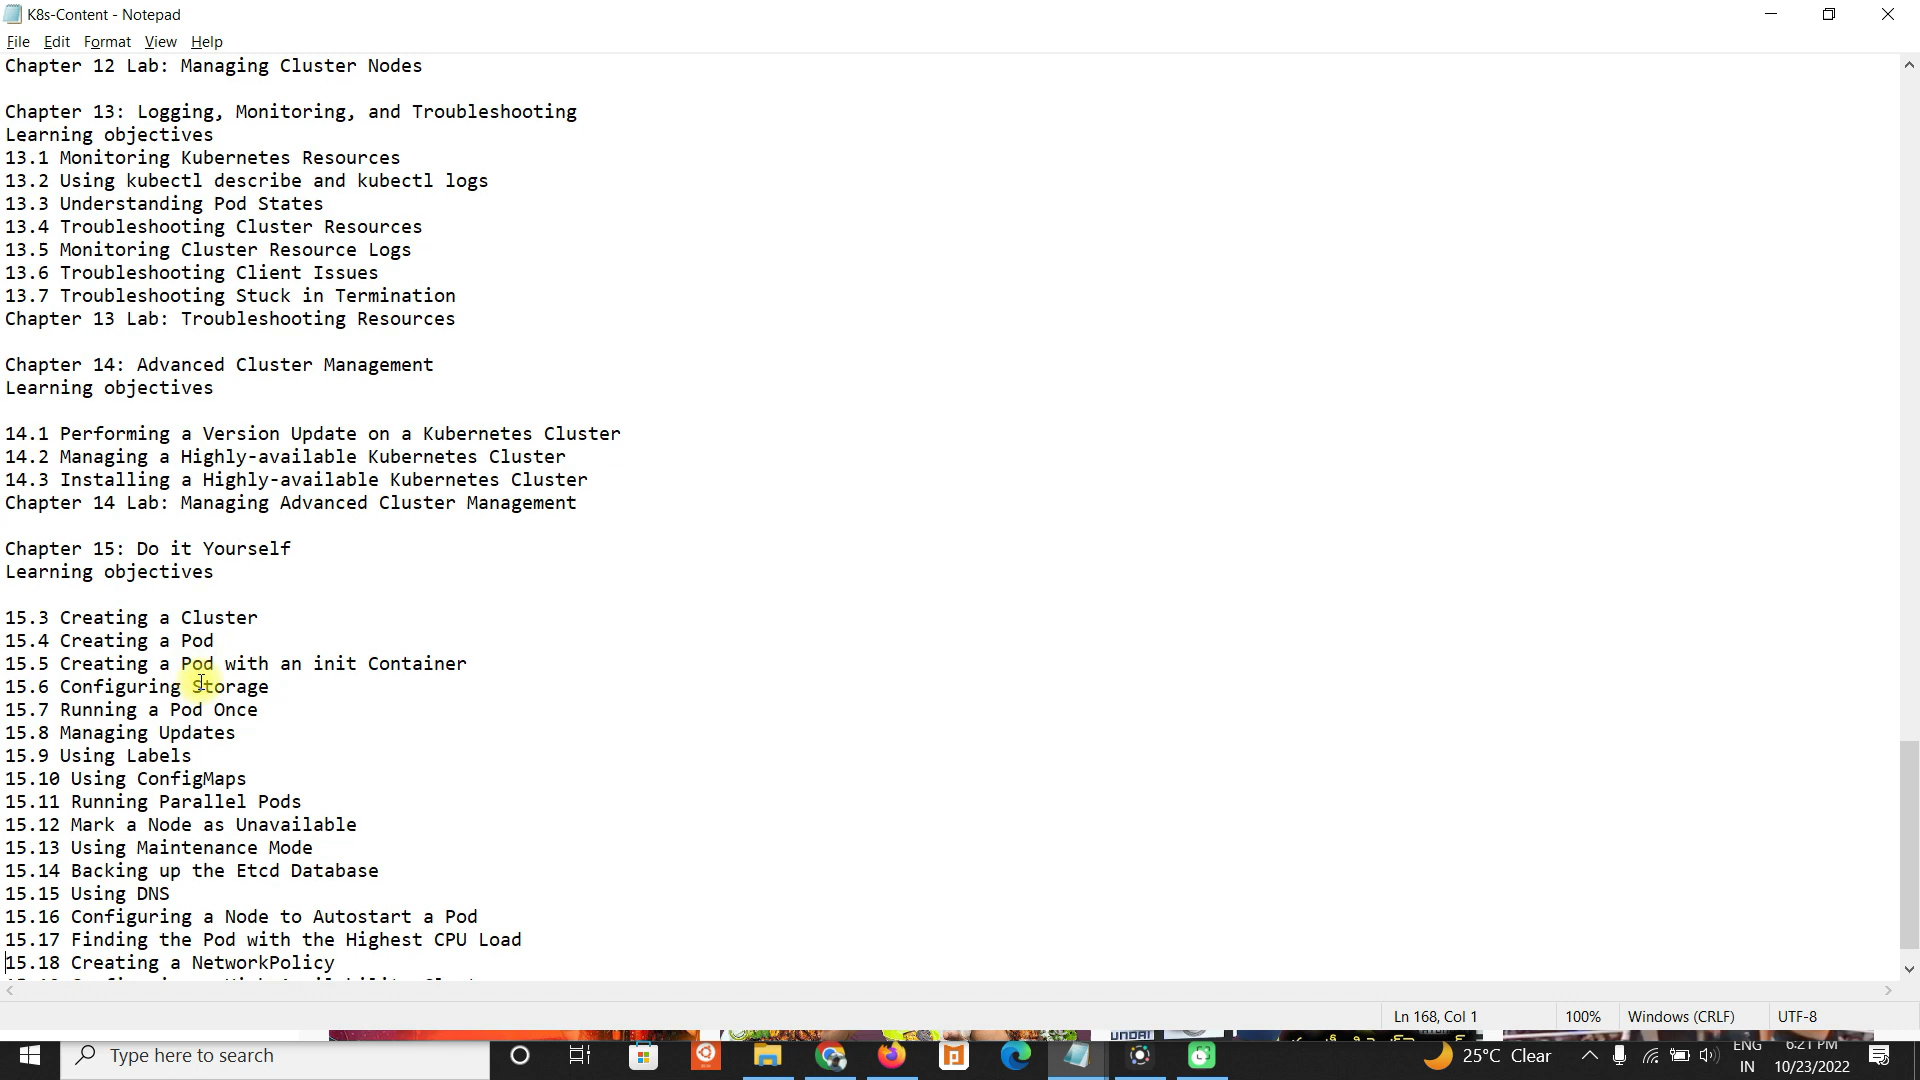 K8s-Content - Notepad
File Edit Format View Help
Chapter 12 Lab: Managing Cluster Nodes
Chapter 13: Logging, Monitoring, and Troubleshooting
Learning objectives
13.1 Monitoring Kubernetes Resources
13.2 Using kubectl describe and kubectl logs
13.3 Understanding Pod States
13.4 Troubleshooting Cluster Resources
13.5 Monitoring Cluster Resource Logs
13.6 Troubleshooting Client Issues
13.7 Troubleshooting Stuck in Termination
Chapter 13 Lab: Troubleshooting Resources
Chapter 14: Advanced Cluster Management
Learning objectives
14.1 Performing a Version Update on a Kubernetes Cluster
14.2 Managing a Highly-available Kubernetes Cluster
14.3 Installing a Highly-available Kubernetes Cluster
Chapter 14 Lab: Managing Advanced Cluster Management
Chapter 15: Do it Yourself
Learning objectives
15.3 Creating a Cluster
15.4 Creating a Pod
15.5 Creating a Pod with an init Container
15.6 Configuring Storage
15.7 Running a Pod Once
15.8 Managing Updates
15.9 Using Labels
15.10 Using ConfigMaps
15.11 Running Parallel Pods
15.12 Mark a Node as Unavailable
15.13 Using Maintenance Mode
15.14 Backing up the Etcd Database
15.15 Using DNS
15.16 Configuring a Node to Autostart a Pod
15.17 Finding the Pod with the Highest CPU Load
15.18 Creating a NetworkPolicy
Ln 168, Col 1 100% Windows (CRLF) UTF-8
Type here to search
25°C Clear
ENG
IN
6:21 PM
10/23/2022